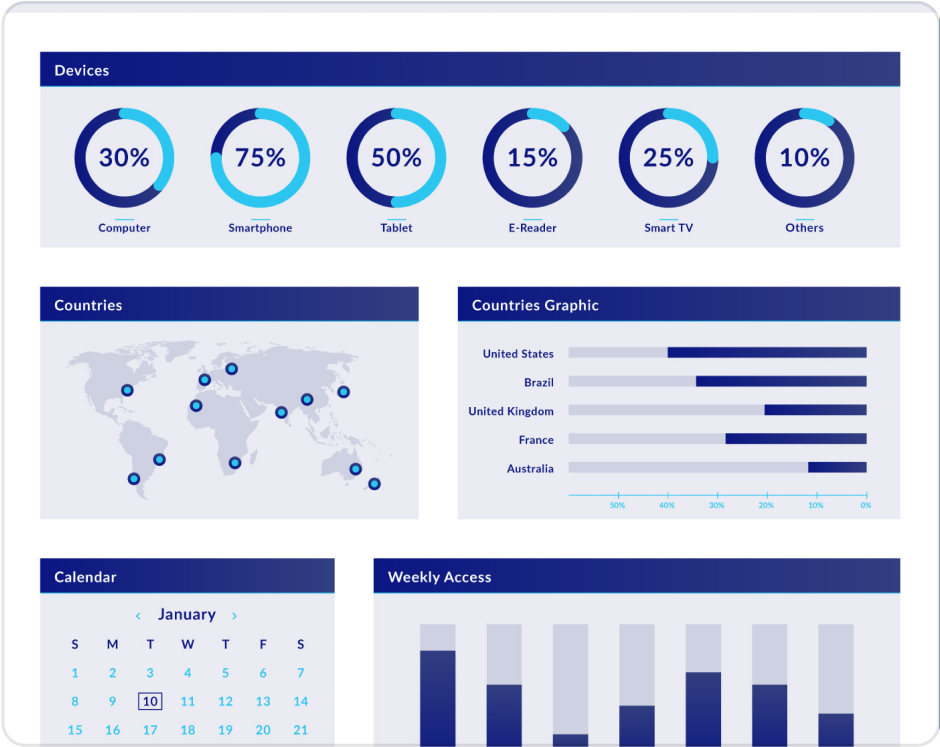 Devices
30% 75% 50% 15% 25% 10%
Computer Smartphone Tablet E-Reader Smart TV Others
Countries
Countries Graphic
United States
Brazil
United Kingdom
France
Australia
50% 40% 30% 20% 10% 0%
Calendar
‹ January ›
S M T W T F S
1 2 3 4 5 6 7
8 9 10 11 12 13 14
15 16 17 18 19 20 21
Weekly Access